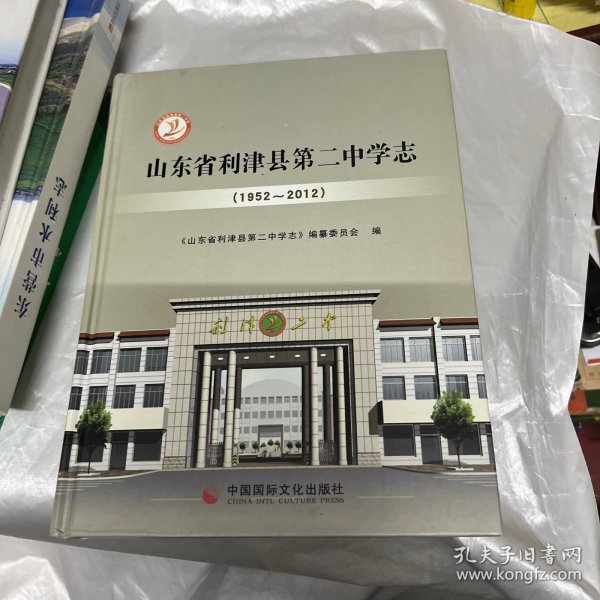 山东省利津县第二中学志
(1952～2012)
《山东省利津县第二中学志》编纂委员会 编
利津二中
中国国际文化出版社
CHINA INTL CULTURE PRESS
东营市水利志
孔夫子旧书网
www.kongfz.com